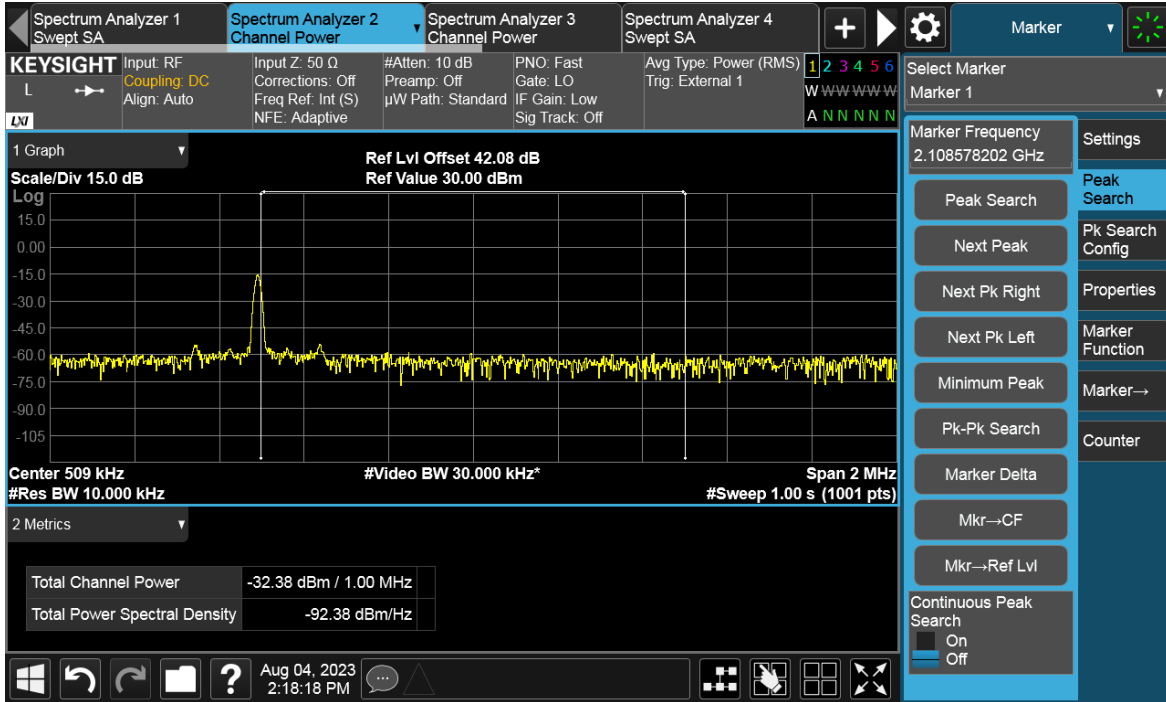 Spectrum Analyzer 1
Swept SA
Spectrum Analyzer 2
Channel Power
Spectrum Analyzer 3
Channel Power
Spectrum Analyzer 4
Swept SA
Marker
KEYSIGHT
L
LXI
Input: RF
Coupling: DC
Align: Auto
Input Z: 50 Ω
Corrections: Off
Freq Ref: Int (S)
NFE: Adaptive
#Atten: 10 dB
Preamp: Off
µW Path: Standard
PNO: Fast
Gate: LO
IF Gain: Low
Sig Track: Off
Avg Type: Power (RMS)
Trig: External 1
1 2 3 4 5 6
W W W W W W
A N N N N N
Select Marker
Marker 1
1 Graph
Scale/Div 15.0 dB
Ref Lvl Offset 42.08 dB
Ref Value 30.00 dBm
Log
15.0
0.00
-15.0
-30.0
-45.0
-60.0
-75.0
-90.0
-105
Center 509 kHz
#Video BW 30.000 kHz*
Span 2 MHz
#Res BW 10.000 kHz
#Sweep 1.00 s (1001 pts)
2 Metrics
Total Channel Power -32.38 dBm / 1.00 MHz
Total Power Spectral Density -92.38 dBm/Hz
Marker Frequency
2.108578202 GHz
Peak Search
Next Peak
Next Pk Right
Next Pk Left
Minimum Peak
Pk-Pk Search
Marker Delta
Mkr→CF
Mkr→Ref Lvl
Continuous Peak
Search
On
Off
Settings
Peak
Search
Pk Search
Config
Properties
Marker
Function
Marker→
Counter
?
Aug 04, 2023
2:18:18 PM